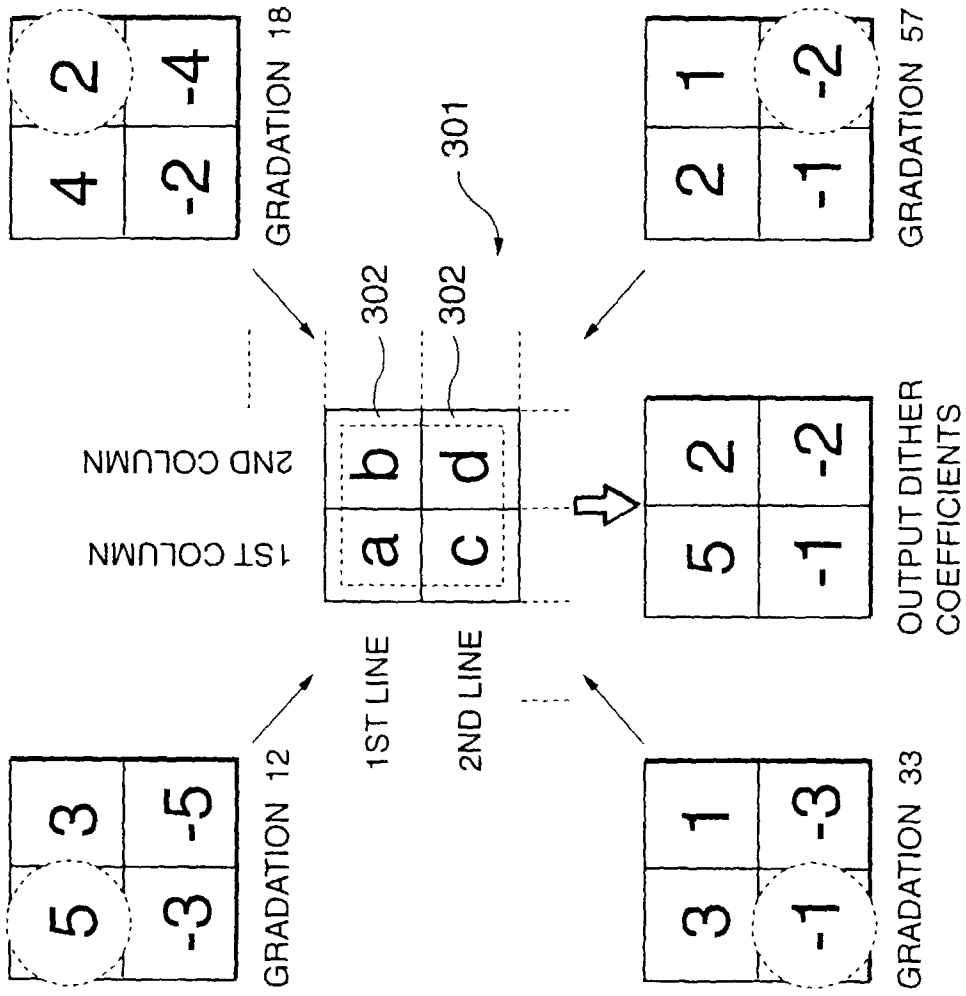 5 3
-3 -5
GRADATION 12
4 2
-2 -4
GRADATION 18
1ST COLUMN
2ND COLUMN
1ST LINE
a b
302
2ND LINE
c d
302
301
3 1
-1 -3
GRADATION 33
5 2
-1 -2
OUTPUT DITHER
COEFFICIENTS
2 1
-1 -2
GRADATION 57